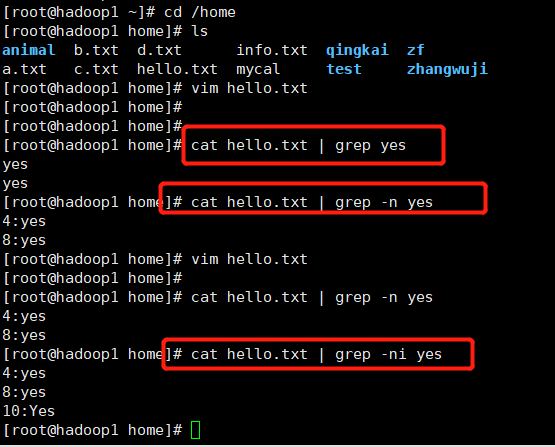 [root@hadoop1 ~]# cd /home
[root@hadoop1 home]# ls
animal  b.txt  d.txt      info.txt  qingkai  zf
a.txt   c.txt  hello.txt  mycal     test     zhangwuji
[root@hadoop1 home]# vim hello.txt
[root@hadoop1 home]#
[root@hadoop1 home]#
[root@hadoop1 home]# cat hello.txt | grep yes
yes
yes
[root@hadoop1 home]# cat hello.txt | grep -n yes
4:yes
8:yes
[root@hadoop1 home]# vim hello.txt
[root@hadoop1 home]#
[root@hadoop1 home]# cat hello.txt | grep -n yes
4:yes
8:yes
[root@hadoop1 home]# cat hello.txt | grep -ni yes
4:yes
8:yes
10:Yes
[root@hadoop1 home]#